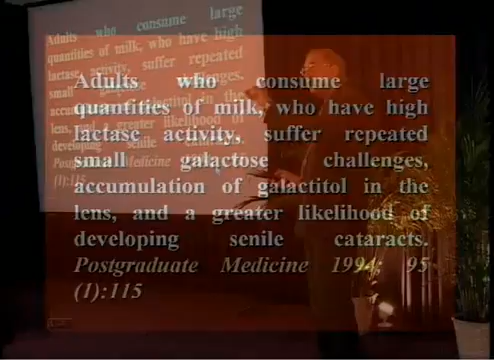 Adults who consume large
quantities of milk, who have high
lactase activity, suffer repeated
small galactose challenges,
accumulation of galactitol in the
lens, and a greater likelihood of
developing senile cataracts.
Postgraduate Medicine 1994; 95
(1):115